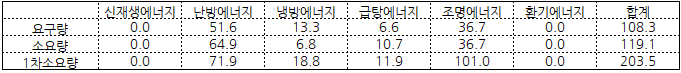 신재생에너지 난방에너지 냉방에너지 급탕에너지 조명에너지 환기에너지 합계
요구량 0.0 51.6 13.3 6.6 36.7 0.0 108.3
소요량 0.0 64.9 6.8 10.7 36.7 0.0 119.1
1차소요량 0.0 71.9 18.8 11.9 101.0 0.0 203.5